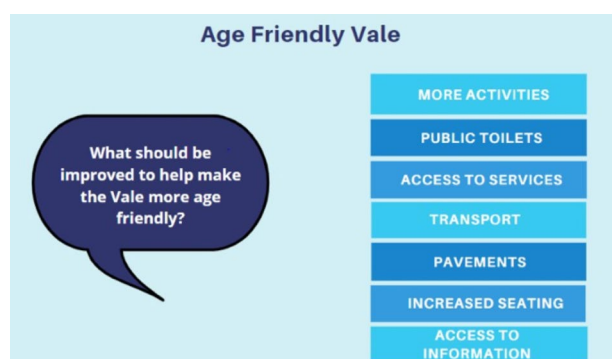 Age Friendly Vale
What should be
improved to help make
the Vale more age
friendly?
MORE ACTIVITIES
PUBLIC TOILETS
ACCESS TO SERVICES
TRANSPORT
PAVEMENTS
INCREASED SEATING
ACCESS TO
INFORMATION